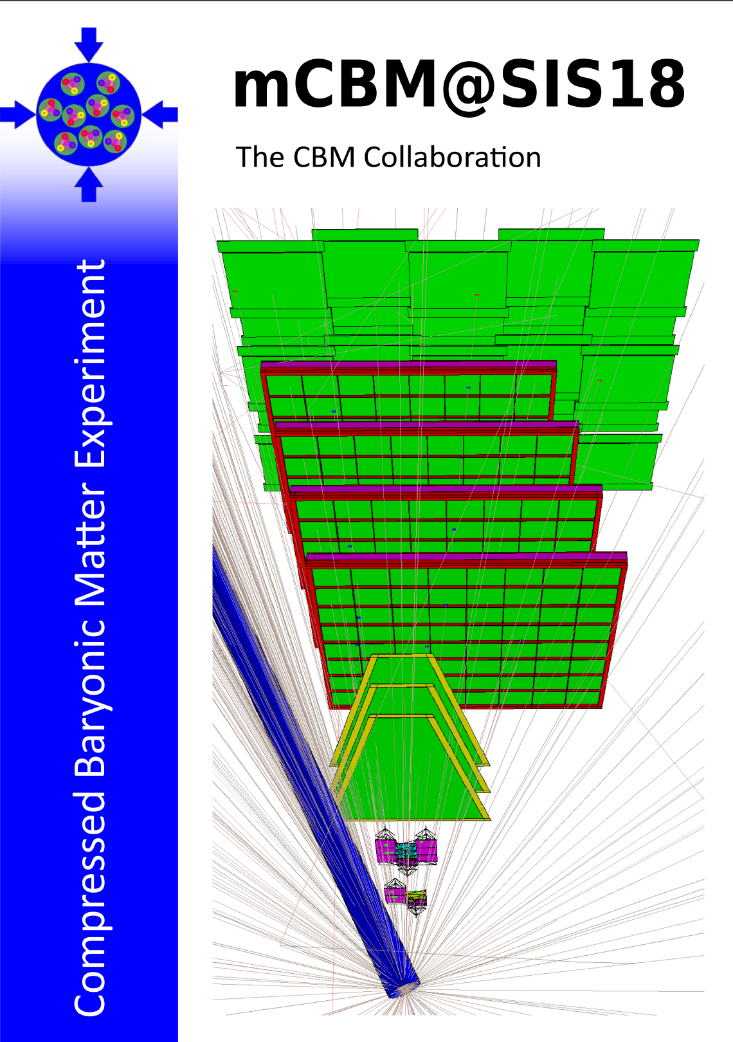 mCBM@SIS18
The CBM Collaboration
Compressed Baryonic Matter Experiment